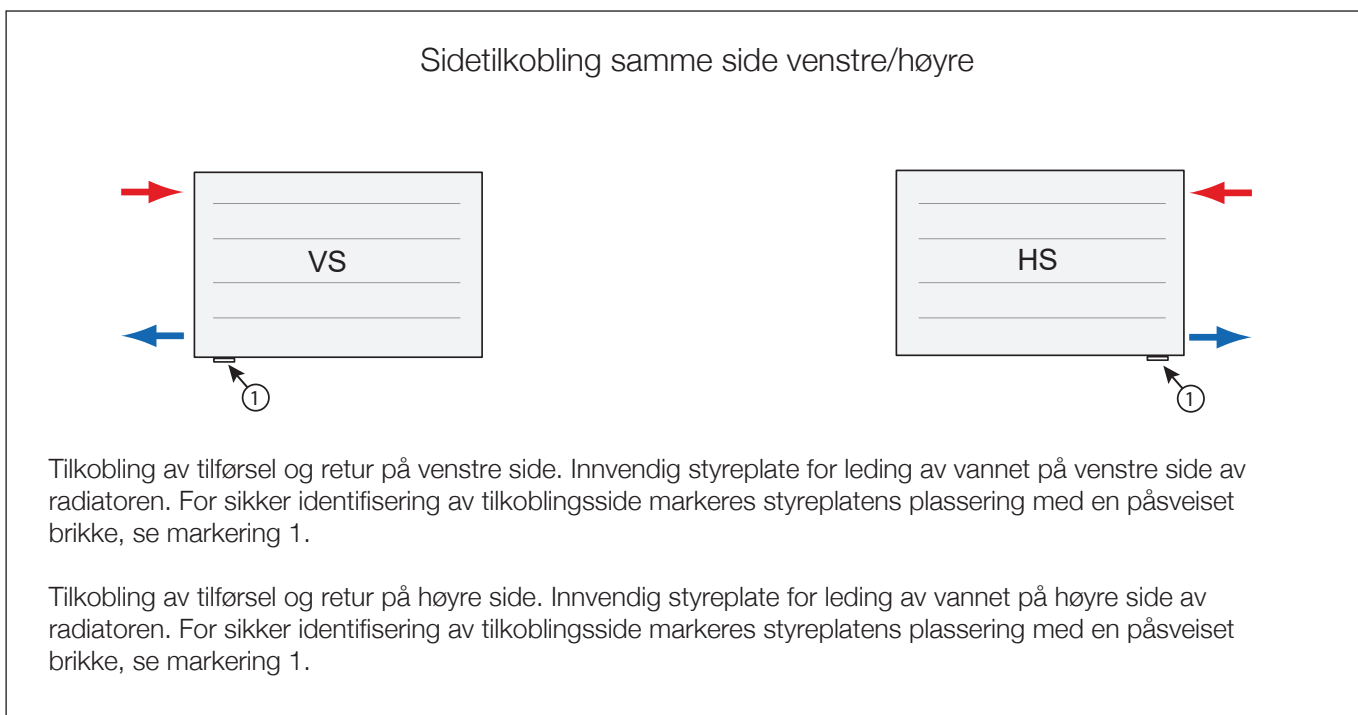 Sidetilkobling samme side venstre/høyre
VS
HS
1
1
Tilkobling av tilførsel og retur på venstre side. Innvendig styreplate for leding av vannet på venstre side av
radiatoren. For sikker identifisering av tilkoblingsside markeres styreplatens plassering med en påsveiset
brikke, se markering 1.
Tilkobling av tilførsel og retur på høyre side. Innvendig styreplate for leding av vannet på høyre side av
radiatoren. For sikker identifisering av tilkoblingsside markeres styreplatens plassering med en påsveiset
brikke, se markering 1.